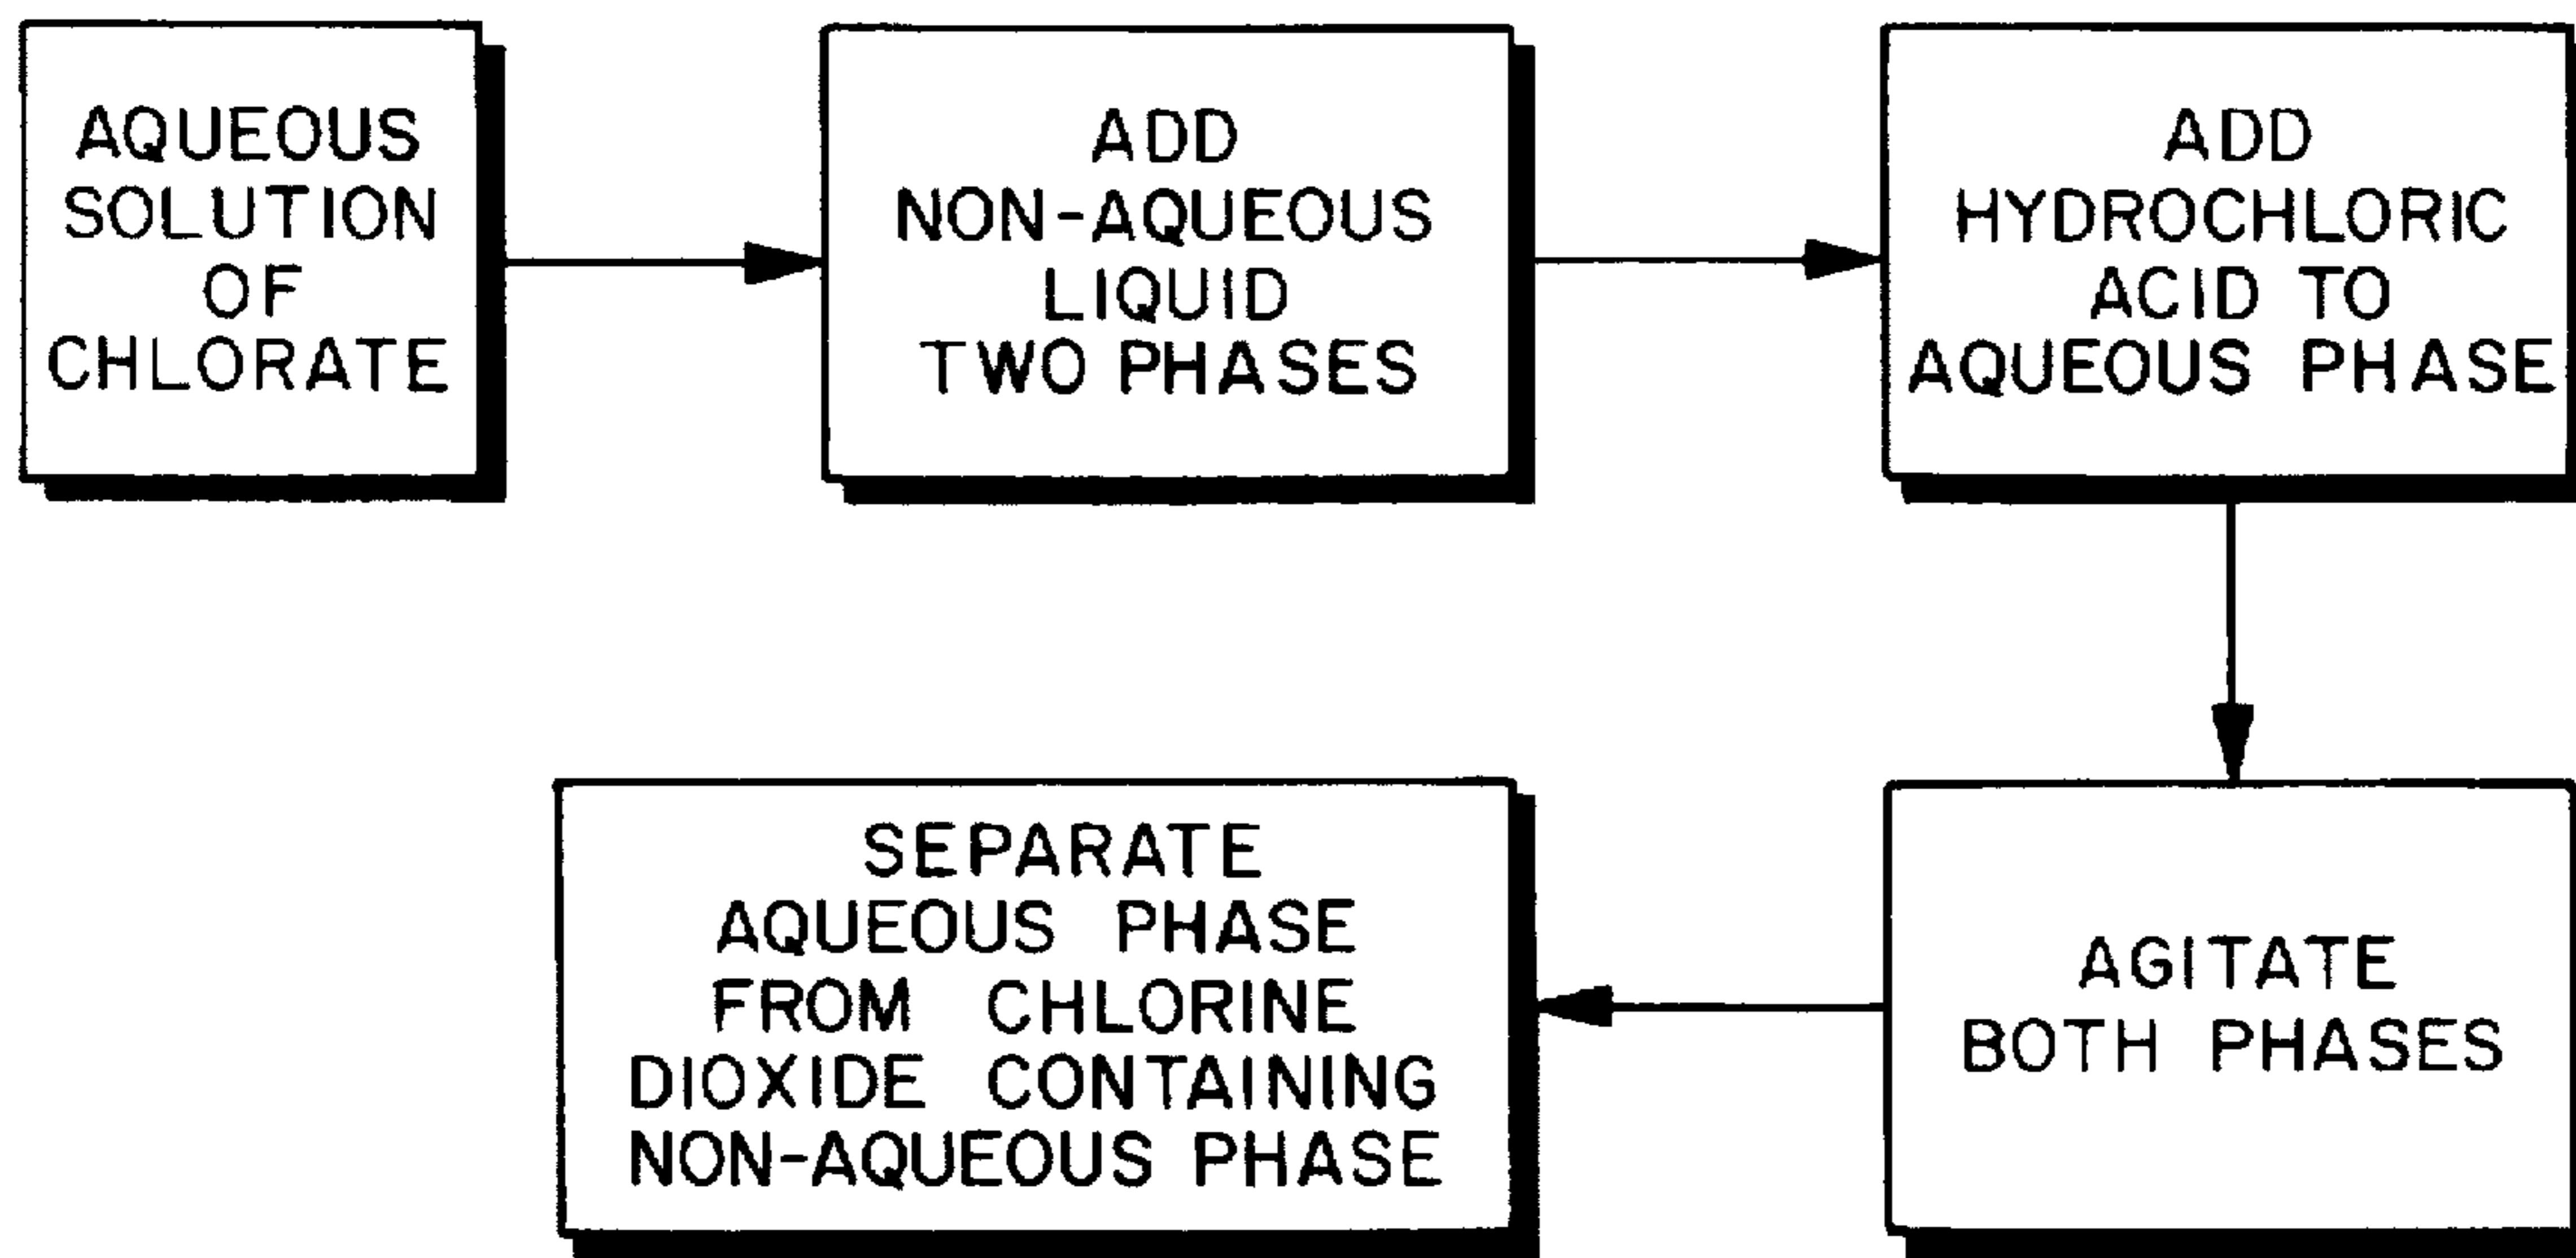 AQUEOUS
SOLUTION
OF
CHLORATE
ADD
NON-AQUEOUS
LIQUID
TWO PHASES
ADD
HYDROCHLORIC
ACID TO
AQUEOUS PHASE
AGITATE
BOTH PHASES
SEPARATE
AQUEOUS PHASE
FROM CHLORINE
DIOXIDE CONTAINING
NON-AQUEOUS PHASE